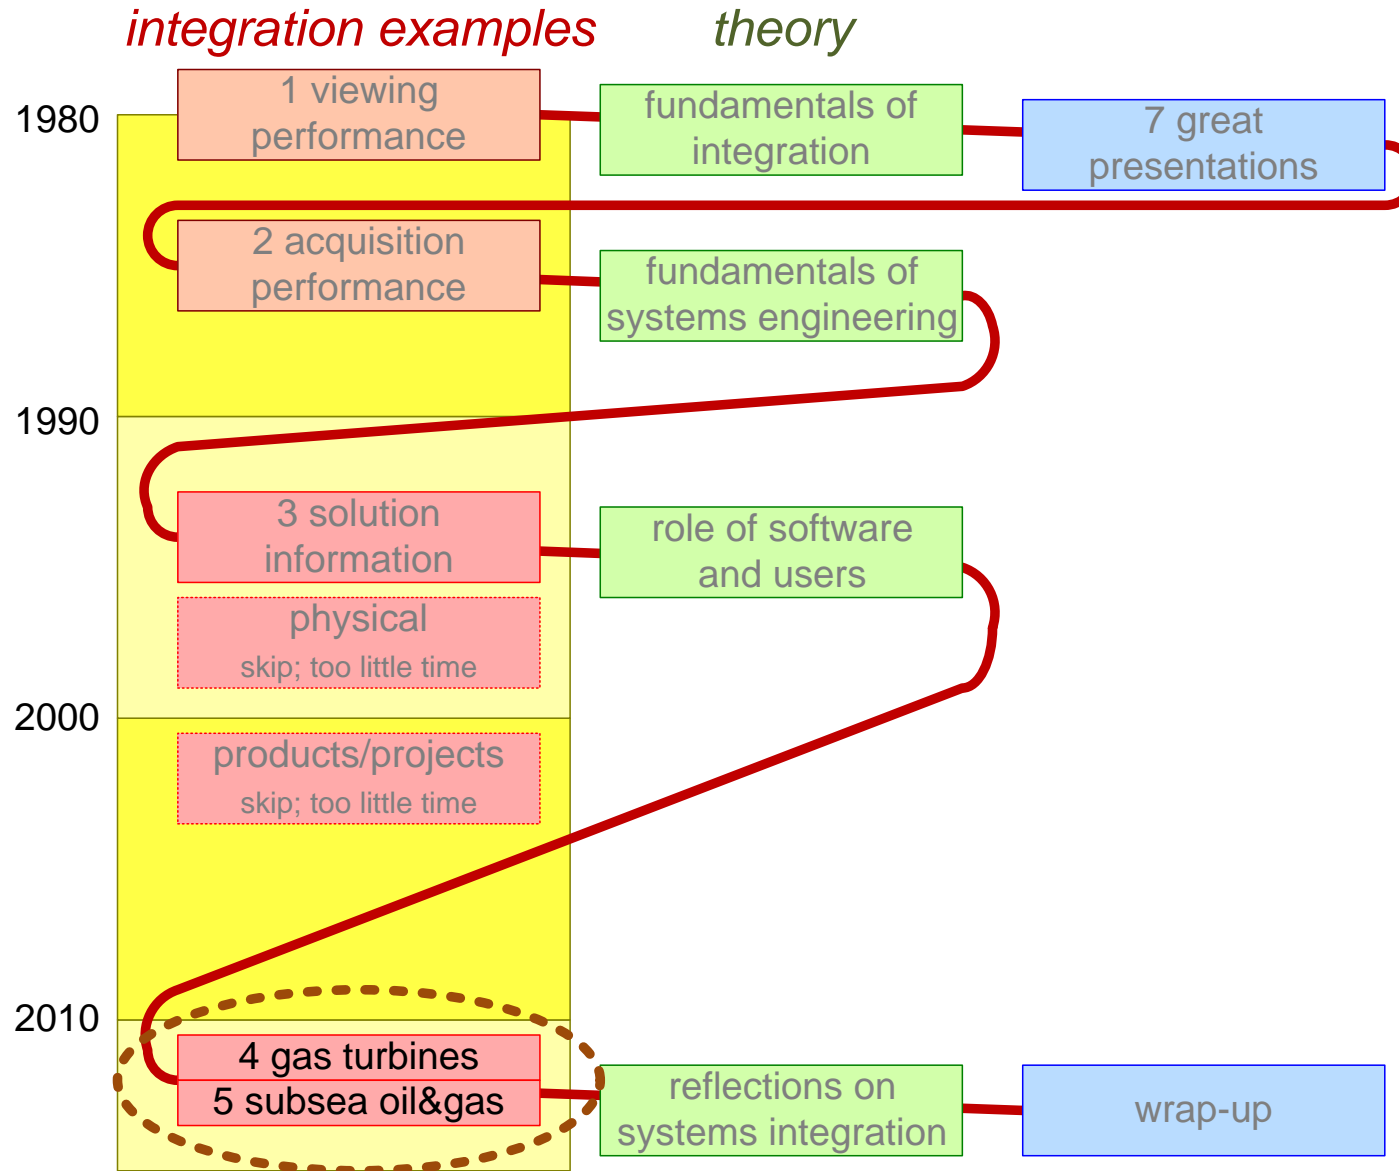 integration examples
theory
1980
1 viewing
performance
fundamentals of
integration
7 great
presentations
2 acquisition
performance
fundamentals of
systems engineering
1990
3 solution
information
role of software
and users
physical
skip; too little time
2000
products/projects
skip; too little time
2010
4 gas turbines
5 subsea oil&gas
reflections on
systems integration
wrap-up